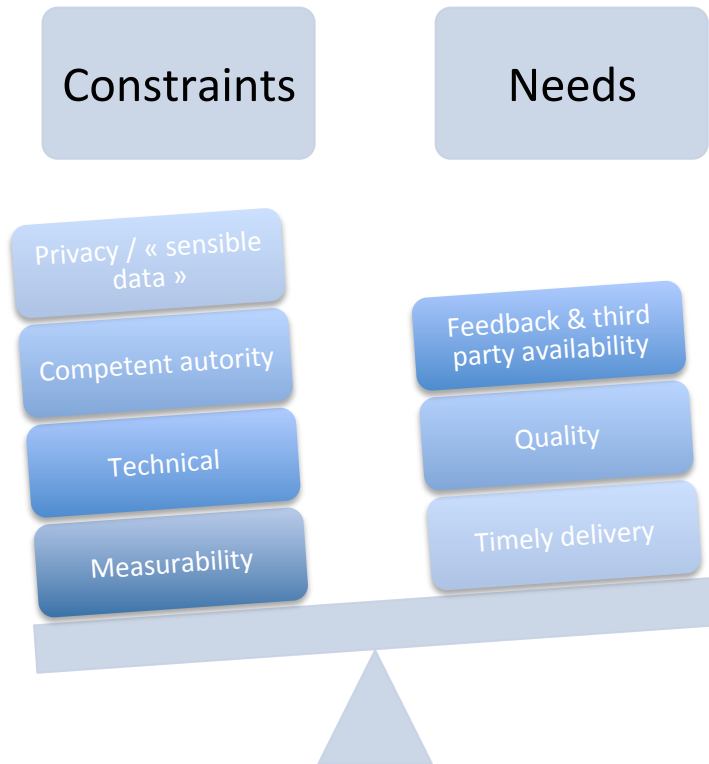 Constraints
Needs
Privacy / « sensible
data »
Competent autority
Technical
Measurability
Feedback & third
party availability
Quality
Timely delivery